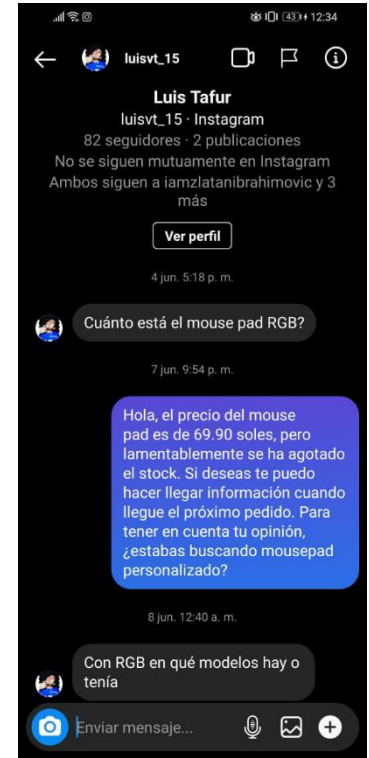 43 12:34
luisvt_15
Luis Tafur
luisvt_15 · Instagram
82 seguidores · 2 publicaciones
No se siguen mutuamente en Instagram
Ambos siguen a iamzlatanibrahimovic y 3
más
Ver perfil
4 jun. 5:18 p. m.
Cuánto está el mouse pad RGB?
7 jun. 9:54 p. m.
Hola, el precio del mouse
pad es de 69.90 soles, pero
lamentablemente se ha agotado
el stock. Si deseas te puedo
hacer llegar información cuando
llegue el próximo pedido. Para
tener en cuenta tu opinión,
¿estabas buscando mousepad
personalizado?
8 jun. 12:40 a. m.
Con RGB en qué modelos hay o
tenía
Enviar mensaje...